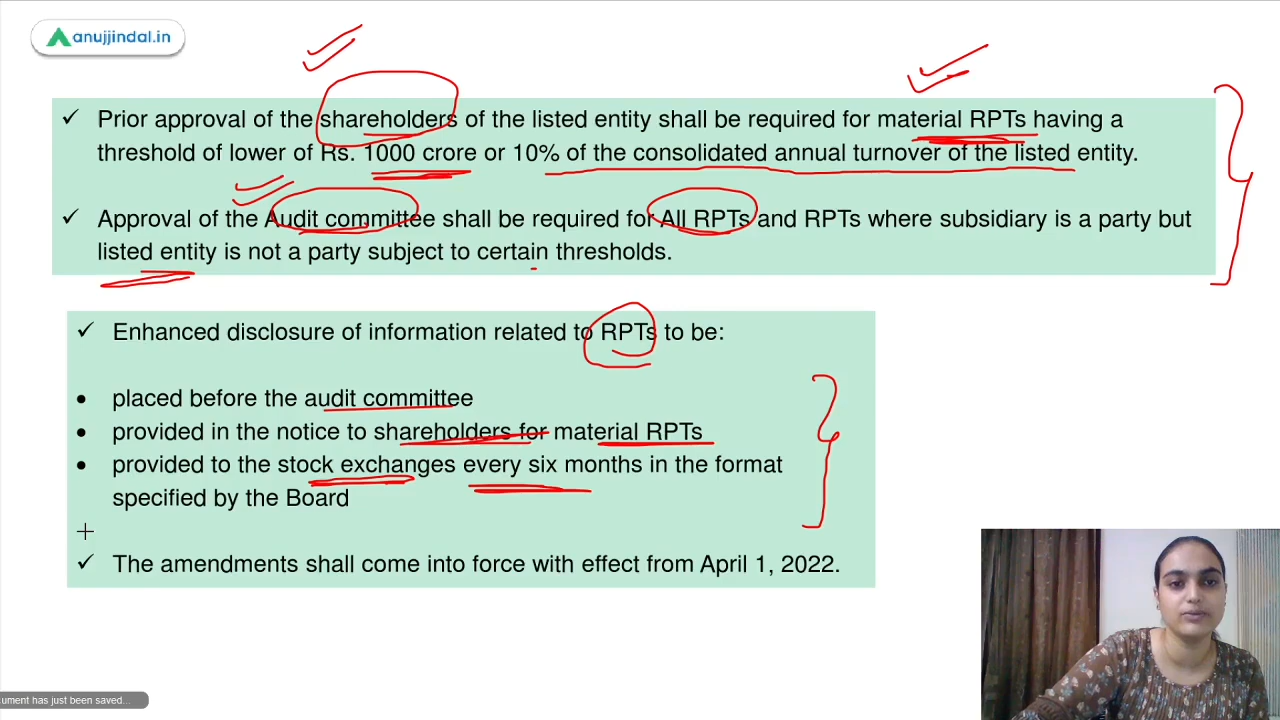 anujjindal.in
✓ Prior approval of the shareholders of the listed entity shall be required for material RPTs having a
threshold of lower of Rs. 1000 crore or 10% of the consolidated annual turnover of the listed entity.
✓ Approval of the Audit committee shall be required for All RPTs and RPTs where subsidiary is a party but
listed entity is not a party subject to certain thresholds.
✓ Enhanced disclosure of information related to RPTs to be:
• placed before the audit committee
• provided in the notice to shareholders for material RPTs
• provided to the stock exchanges every six months in the format
specified by the Board
✓ The amendments shall come into force with effect from April 1, 2022.
ument has just been saved...